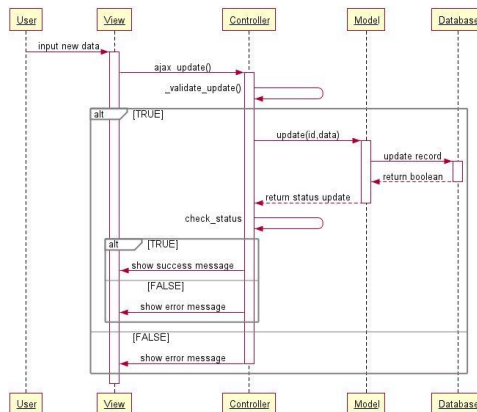 User View Controller Model Database
input new data
ajax_update()
_validate_update()
alt [TRUE]
update(id,data)
update record
return boolean
return status update
check_status
alt [TRUE]
show success message
[FALSE]
show error message
[FALSE]
show error message
User View Controller Model Database